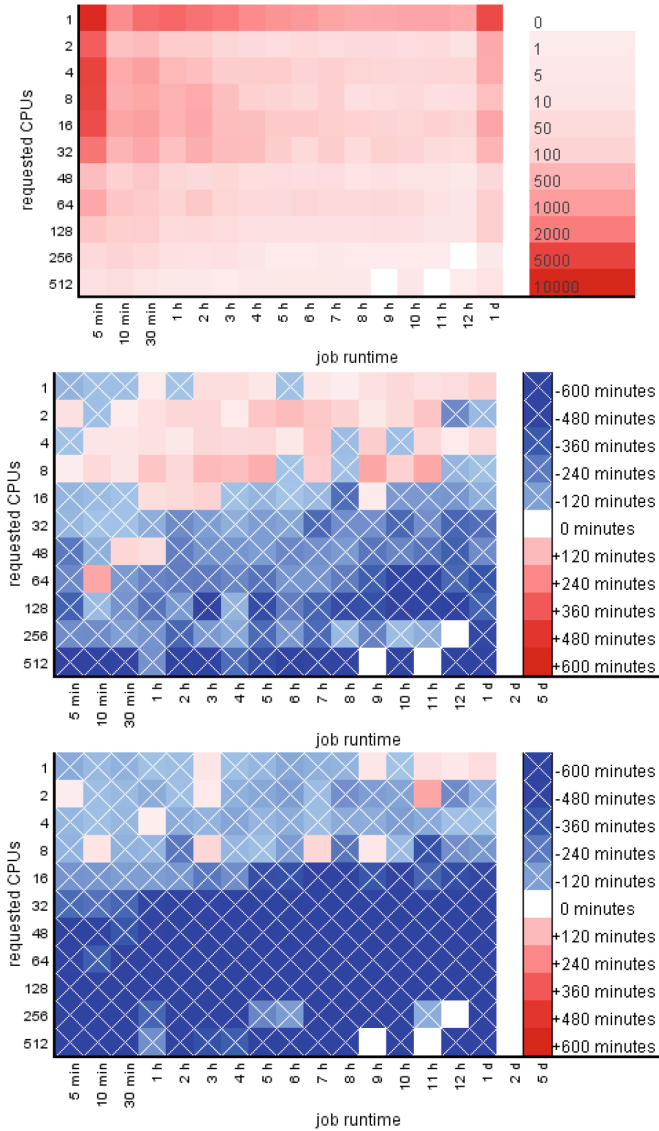 1
2
4
8
16
32
48
64
128
256
512
requested CPUs
5 min
10 min
30 min
1 h
2 h
3 h
4 h
5 h
6 h
7 h
8 h
9 h
10 h
11 h
12 h
1 d
job runtime
0
1
5
10
50
100
500
1000
2000
5000
10000
1
2
4
8
16
32
48
64
128
256
512
requested CPUs
5 min
10 min
30 min
1 h
2 h
3 h
4 h
5 h
6 h
7 h
8 h
9 h
10 h
11 h
12 h
1 d
2 d
5 d
job runtime
-600 minutes
-480 minutes
-360 minutes
-240 minutes
-120 minutes
0 minutes
+120 minutes
+240 minutes
+360 minutes
+480 minutes
+600 minutes
1
2
4
8
16
32
48
64
128
256
512
requested CPUs
5 min
10 min
30 min
1 h
2 h
3 h
4 h
5 h
6 h
7 h
8 h
9 h
10 h
11 h
12 h
1 d
2 d
5 d
job runtime
-600 minutes
-480 minutes
-360 minutes
-240 minutes
-120 minutes
0 minutes
+120 minutes
+240 minutes
+360 minutes
+480 minutes
+600 minutes